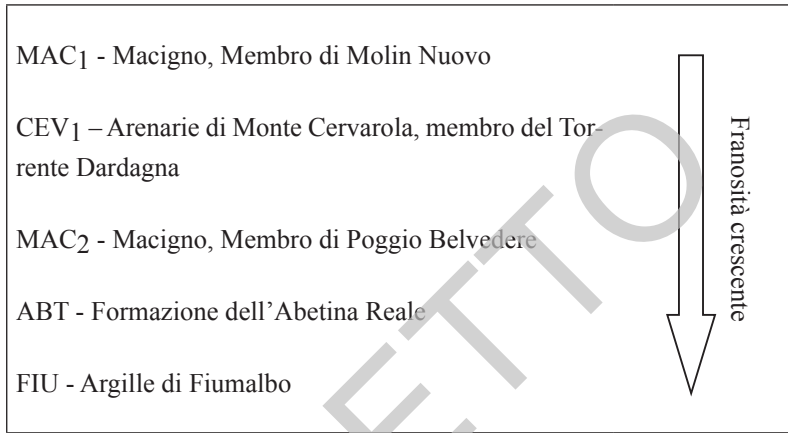 MAC1 - Macigno, Membro di Molin Nuovo
CEV1 – Arenarie di Monte Cervarola, membro del Tor-
rente Dardagna
MAC2 - Macigno, Membro di Poggio Belvedere
ABT - Formazione dell’Abetina Reale
FIU - Argille di Fiumalbo
Franosità crescente
ETTO